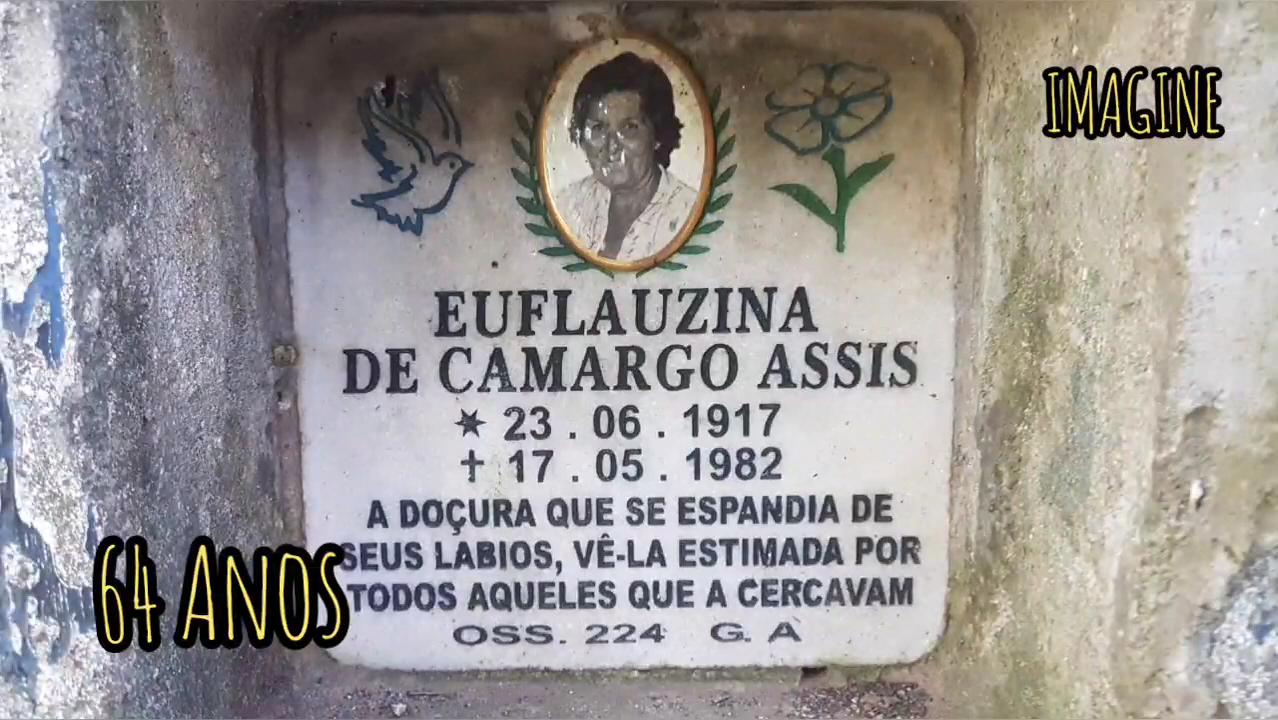 IMAGINE
EUFLAUZINA
DE CAMARGO ASSIS
✶ 23 . 06 . 1917
✝ 17 . 05 . 1982
A DOÇURA QUE SE ESPANDIA DE
SEUS LABIOS, VÊ-LA ESTIMADA POR
TODOS AQUELES QUE A CERCAVAM
OSS. 224 G. A
64 ANOS